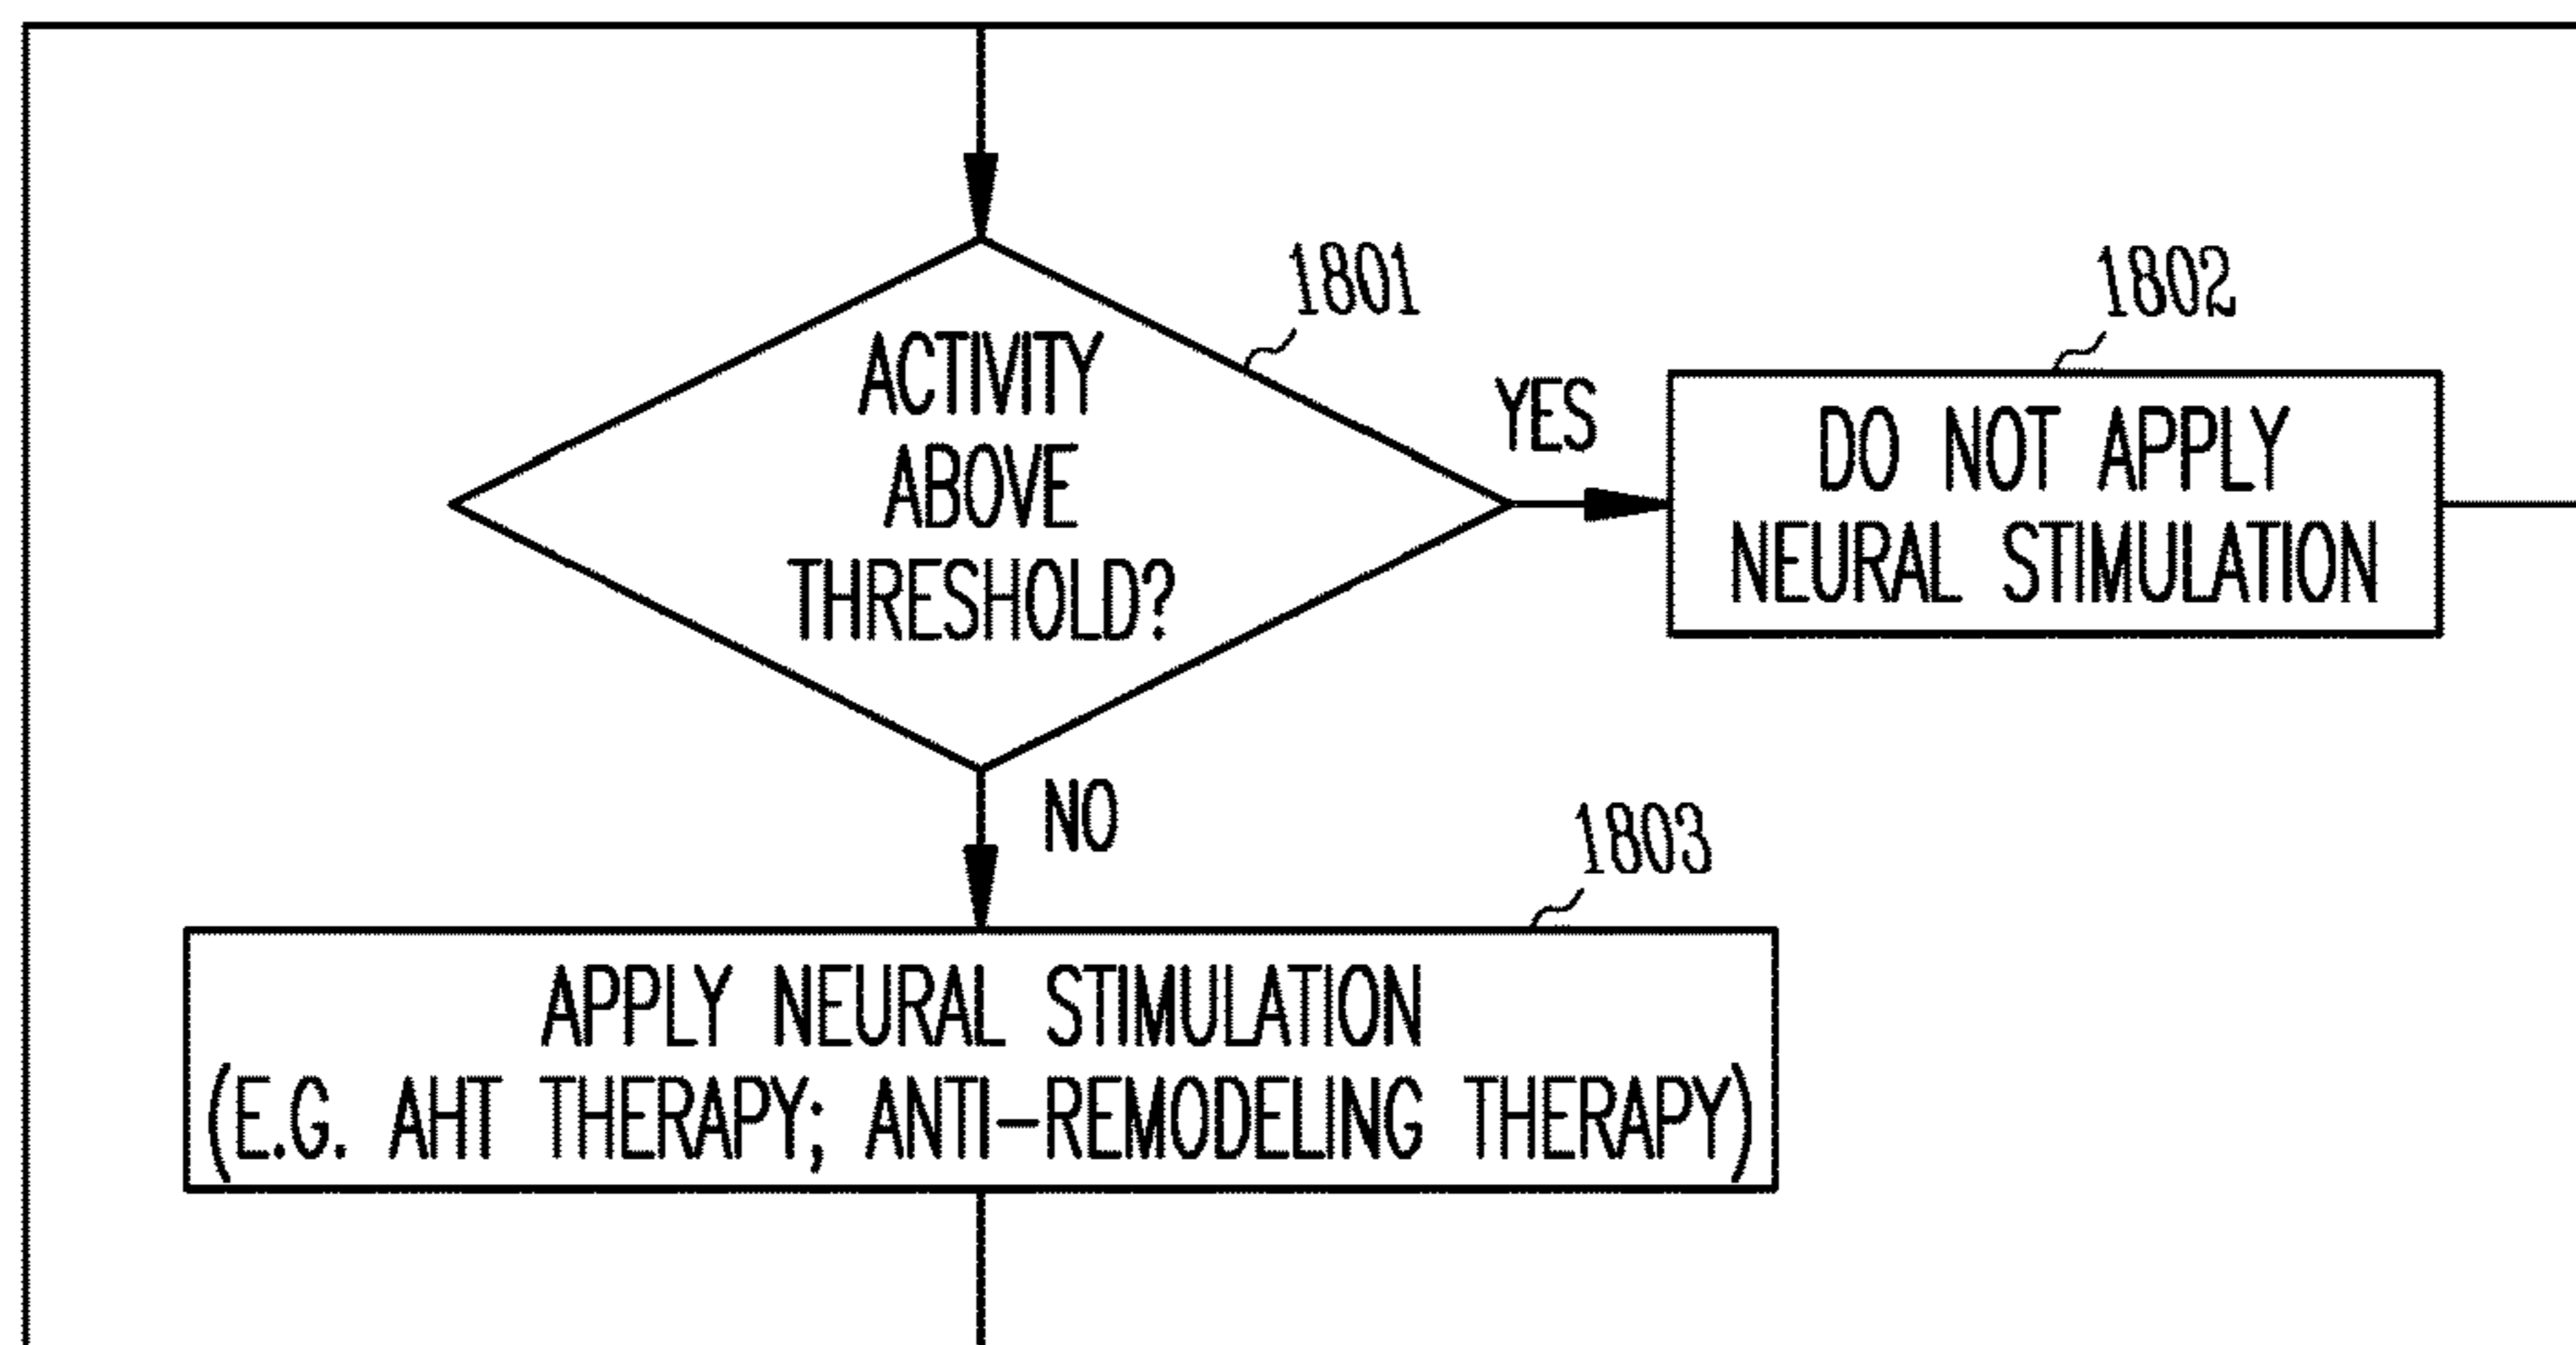 1801
ACTIVITY
ABOVE
THRESHOLD?
YES
1802
DO NOT APPLY
NEURAL STIMULATION
NO
1803
APPLY NEURAL STIMULATION
(E.G. AHT THERAPY; ANTI-REMODELING THERAPY)